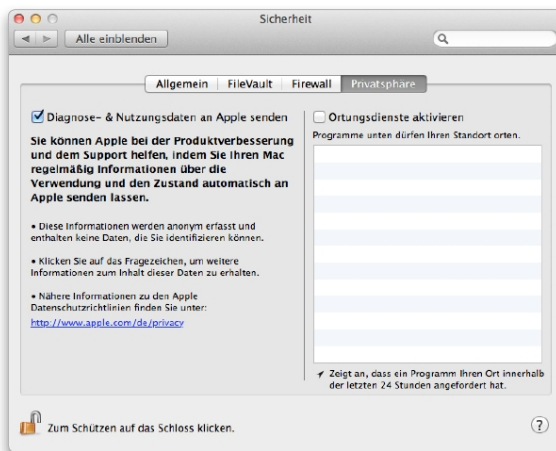 Sicherheit
Alle einblenden
Allgemein FileVault Firewall Privatsphäre
Diagnose- & Nutzungsdaten an Apple senden
Sie können Apple bei der Produktverbesserung
und dem Support helfen, indem Sie Ihren Mac
regelmäßig Informationen über die
Verwendung und den Zustand automatisch an
Apple senden lassen.
• Diese Informationen werden anonym erfasst und
enthalten keine Daten, die Sie identifizieren können.
• Klicken Sie auf das Fragezeichen, um weitere
Informationen zum Inhalt dieser Daten zu erhalten.
• Nähere Informationen zu den Apple
Datenschutzrichtlinien finden Sie unter:
http://www.apple.com/de/privacy
Ortungsdienste aktivieren
Programme unten dürfen Ihren Standort orten.
Zeigt an, dass ein Programm Ihren Ort innerhalb
der letzten 24 Stunden angefordert hat.
Zum Schützen auf das Schloss klicken.
?